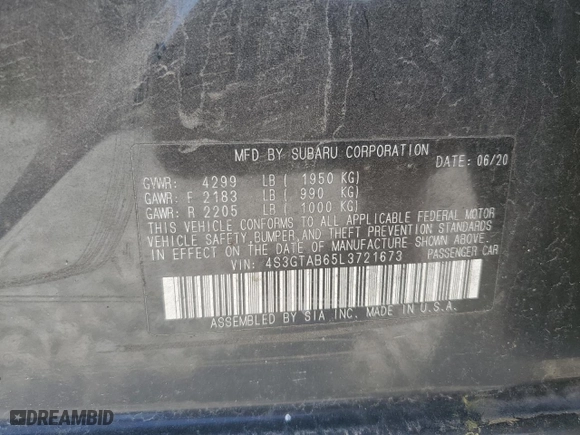 MFD BY SUBARU CORPORATION
DATE: 06/20
GVWR: 4299 LB ( 1950 KG)
GAWR: F 2183 LB ( 990 KG)
GAWR: R 2205 LB ( 1000 KG)
THIS VEHICLE CONFORMS TO ALL APPLICABLE FEDERAL MOTOR
VEHICLE SAFETY, BUMPER, AND THEFT PREVENTION STANDARDS
IN EFFECT ON THE DATE OF MANUFACTURE SHOWN ABOVE.
VIN: 4S3GTAB65L3721673 PASSENGER CAR
ASSEMBLED BY SIA INC. MADE IN U.S.A.
DREAMBID